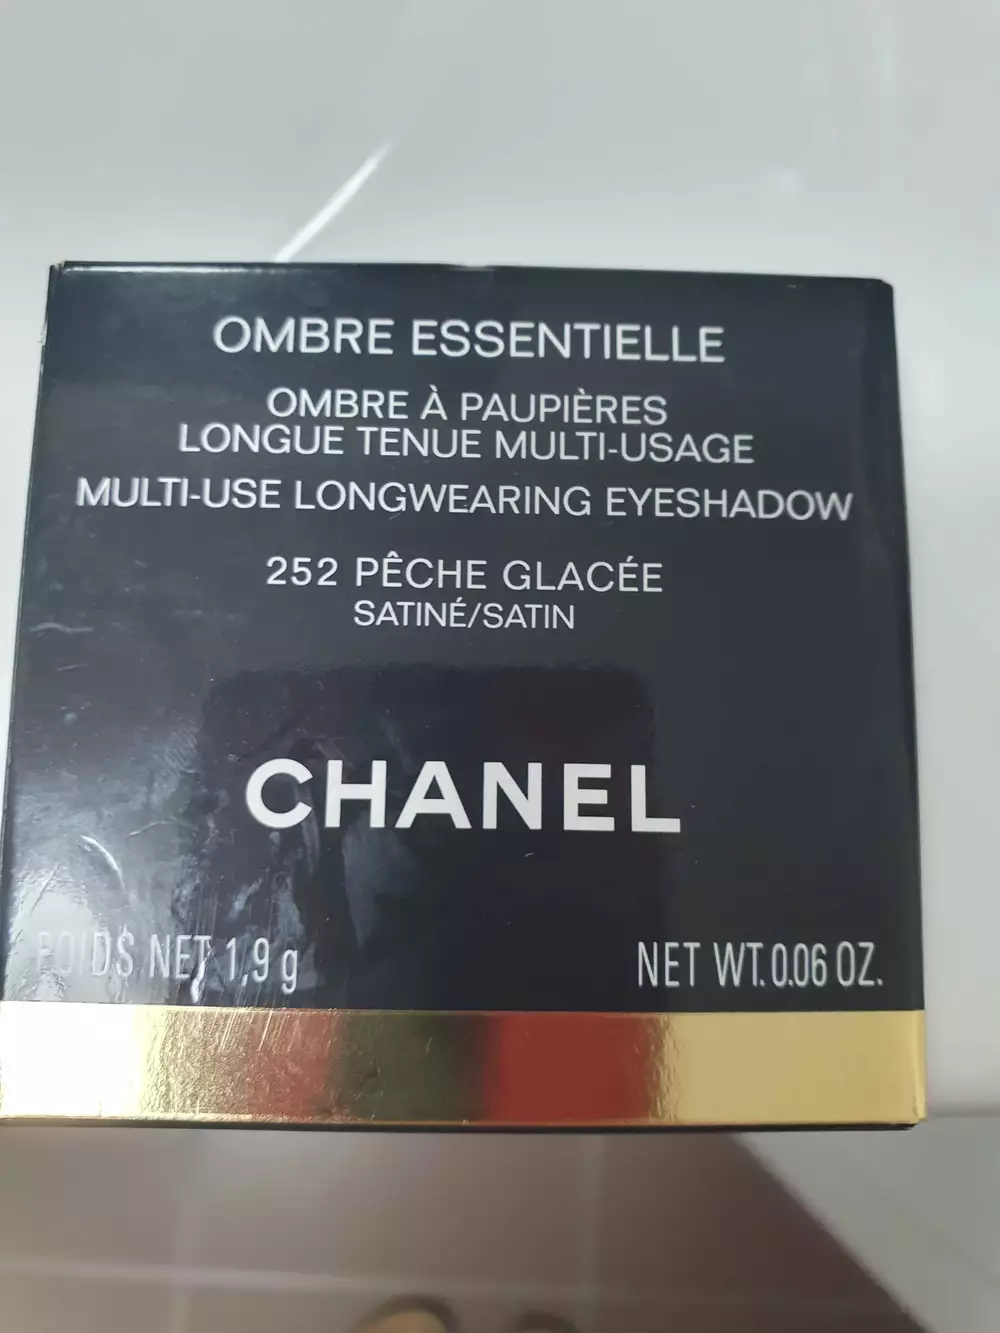 OMBRE ESSENTIELLE
OMBRE À PAUPIÈRES
LONGUE TENUE MULTI-USAGE
MULTI-USE LONGWEARING EYESHADOW
252 PÊCHE GLACÉE
SATINÉ/SATIN
CHANEL
POIDS NET 1,9 g
NET WT. 0.06 OZ.